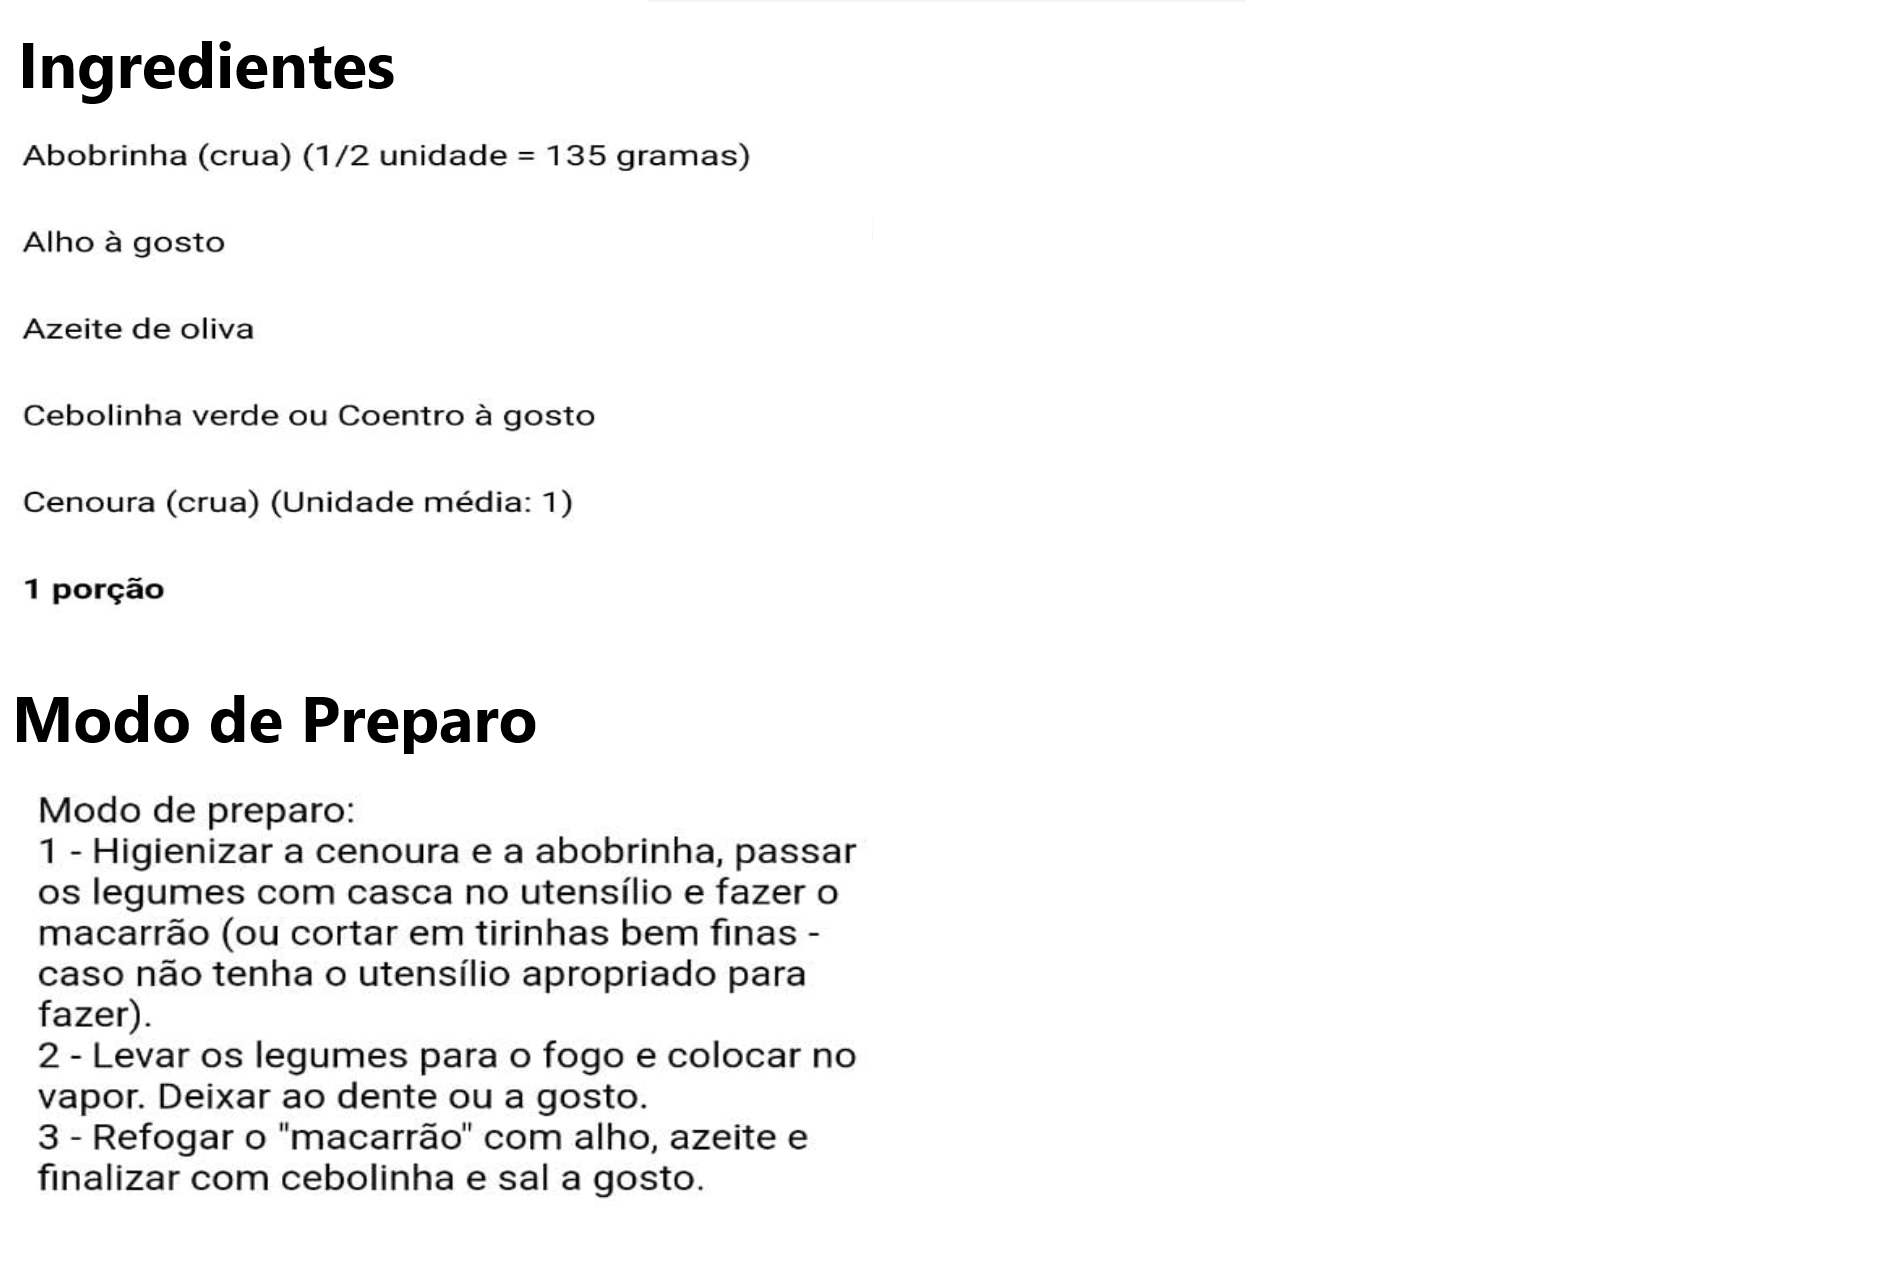 Ingredientes
Abobrinha (crua) (1/2 unidade = 135 gramas)
Alho à gosto
Azeite de oliva
Cebolinha verde ou Coentro à gosto
Cenoura (crua) (Unidade média: 1)
1 porção
Modo de Preparo
Modo de preparo:
1 - Higienizar a cenoura e a abobrinha, passar
os legumes com casca no utensílio e fazer o
macarrão (ou cortar em tirinhas bem finas -
caso não tenha o utensílio apropriado para
fazer).
2 - Levar os legumes para o fogo e colocar no
vapor. Deixar ao dente ou a gosto.
3 - Refogar o "macarrão" com alho, azeite e
finalizar com cebolinha e sal a gosto.